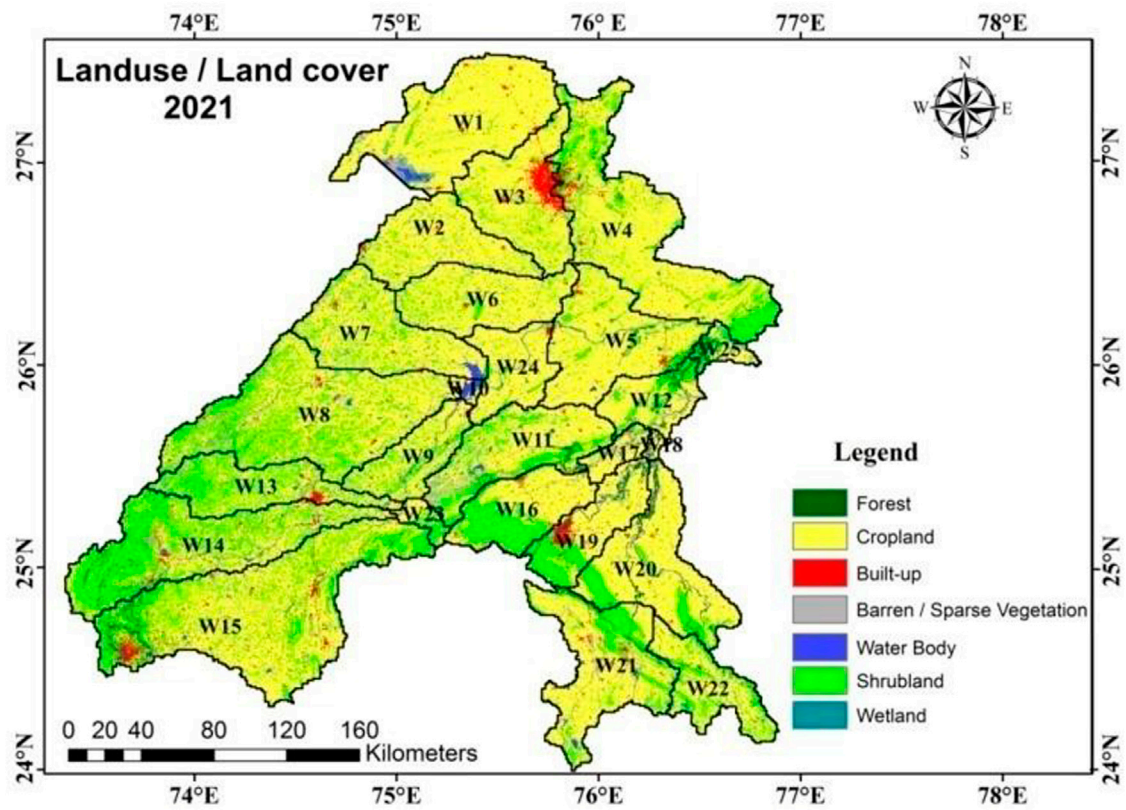 74°E 75°E 76°E 77°E 78°E
Landuse / Land cover
2021
N
W E
S
27°N 27°N
26°N 26°N
25°N 25°N
24°N 24°N
W1
W3
W2
W4
W6
W7
W5
W25
W24
W10
W12
W8
W11
W18
W17
W9
W13
W16
W23
W19
W14
W20
W15
W21
W22
Legend
Forest
Cropland
Built-up
Barren / Sparse Vegetation
Water Body
Shrubland
Wetland
0 20 40 80 120 160
Kilometers
74°E 75°E 76°E 77°E 78°E